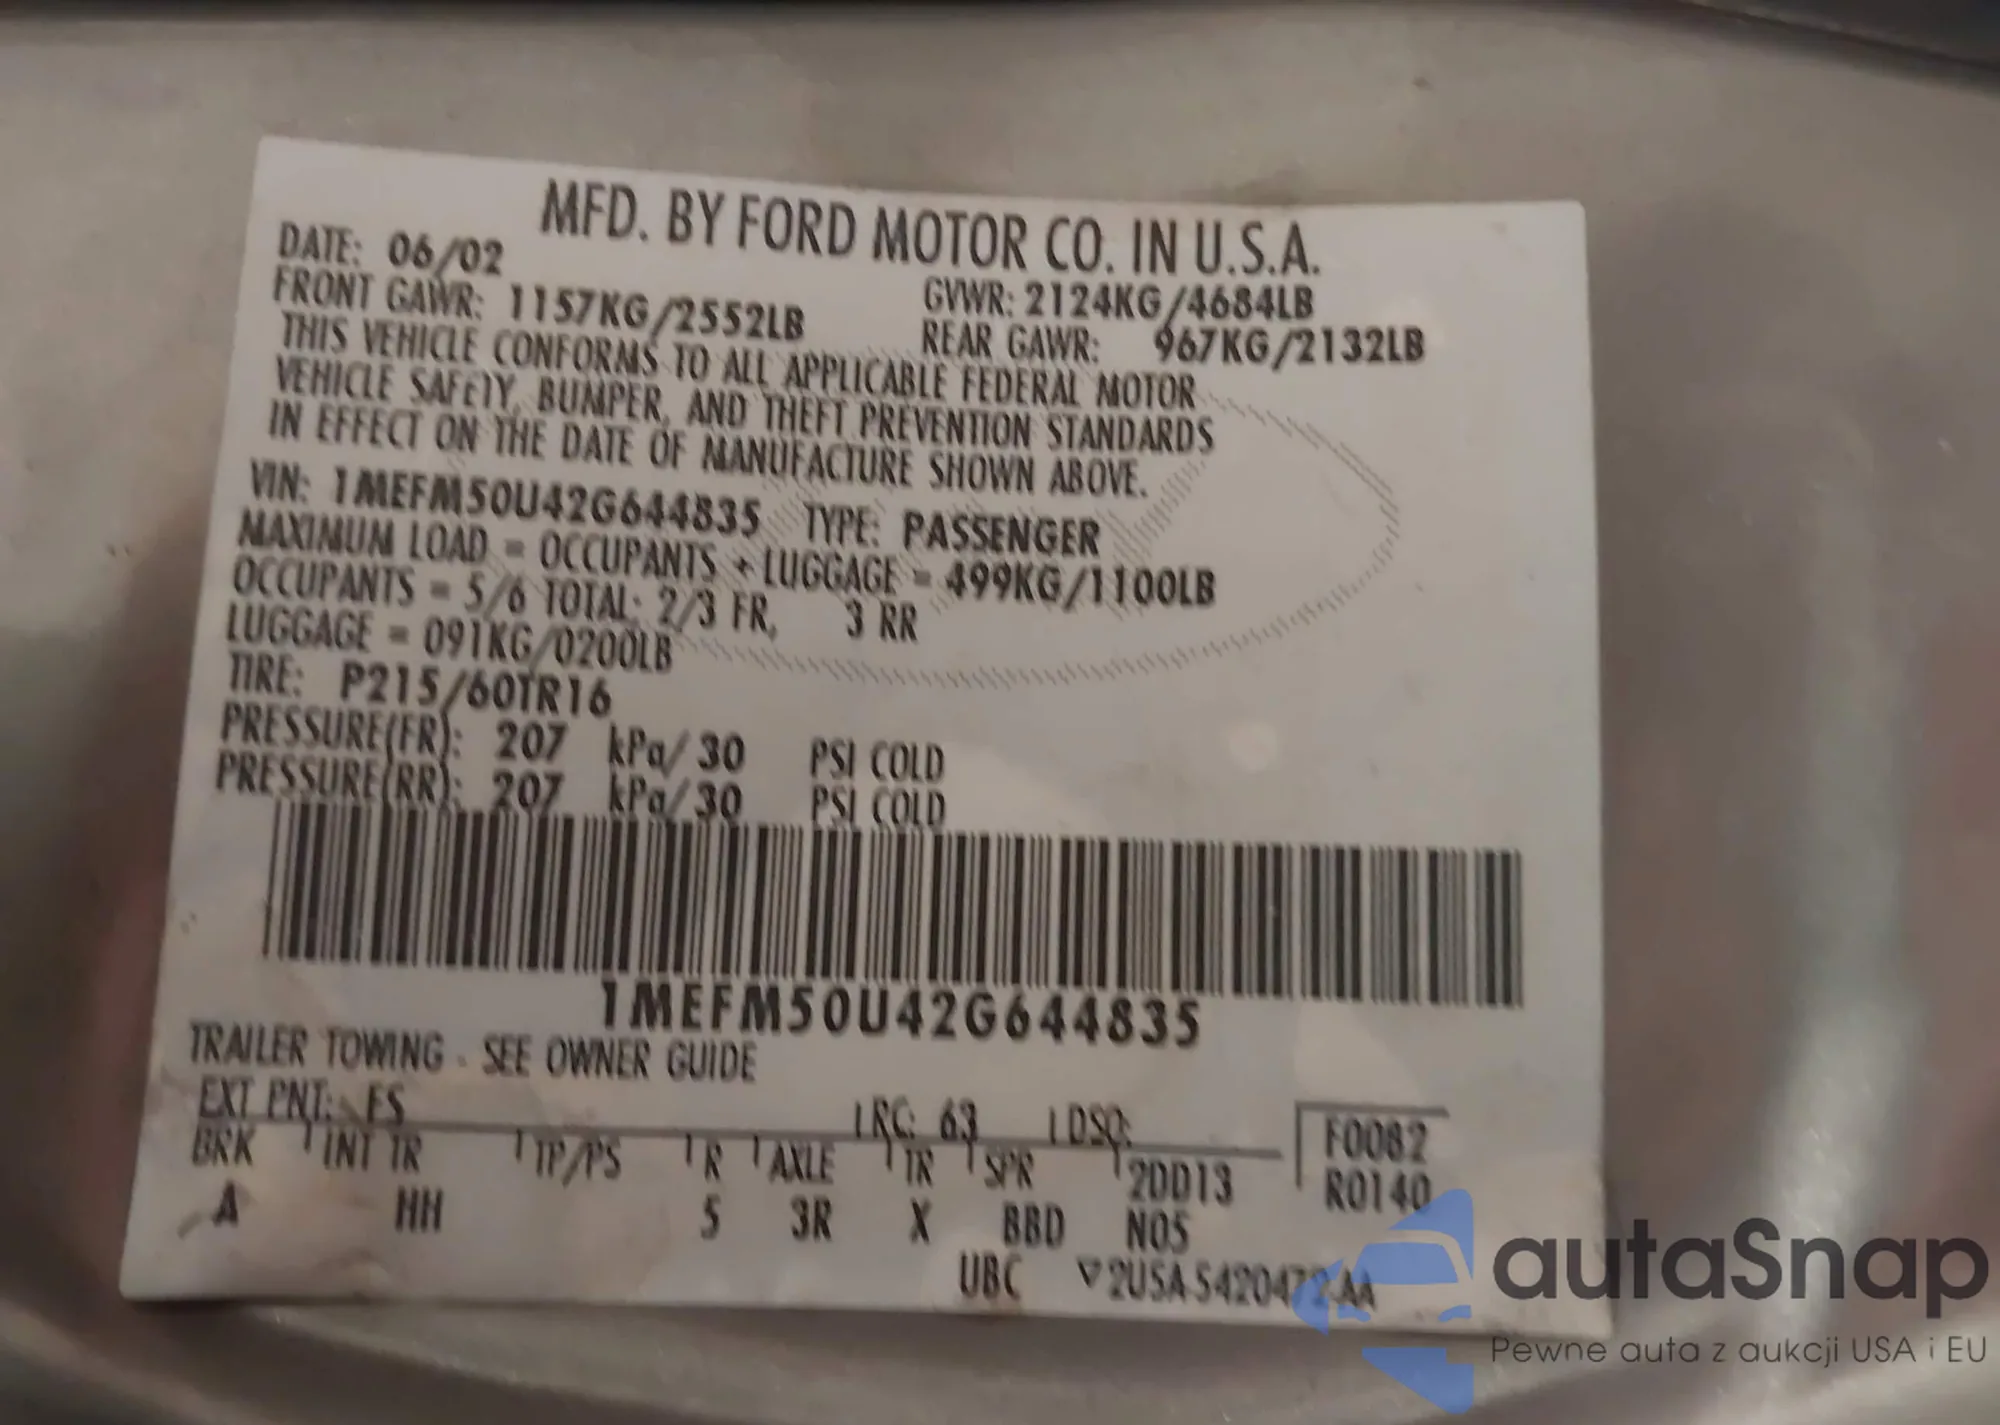 MFD. BY FORD MOTOR CO. IN U.S.A.
DATE: 06/02
GVWR: 2124KG/4684LB
FRONT GAWR: 1157KG/2552LB
REAR GAWR: 967KG/2132LB
THIS VEHICLE CONFORMS TO ALL APPLICABLE FEDERAL MOTOR
VEHICLE SAFETY, BUMPER, AND THEFT PREVENTION STANDARDS
IN EFFECT ON THE DATE OF MANUFACTURE SHOWN ABOVE.
VIN: 1MEFM50U42G644835 TYPE: PASSENGER
MAXIMUM LOAD = OCCUPANTS + LUGGAGE = 499KG/1100LB
OCCUPANTS = 5/6 TOTAL: 2/3 FR, 3 RR
LUGGAGE = 091KG/0200LB
TIRE: P215/60TR16
PRESSURE(FR): 207 kPa/ 30 PSI COLD
PRESSURE(RR): 207 kPa/ 30 PSI COLD
1MEFM50U42G644835
TRAILER TOWING - SEE OWNER GUIDE
EXT PNT: FS RC: 63 DSO:
F0082
BRK INT TR TP/PS R AXLE TR SPR 2DD13
R0140
A HH 5 3R X BBD N05
UBC ▽ 2U5A-5420472-AA
autaSnap
Pewne auta z aukcji USA i EU